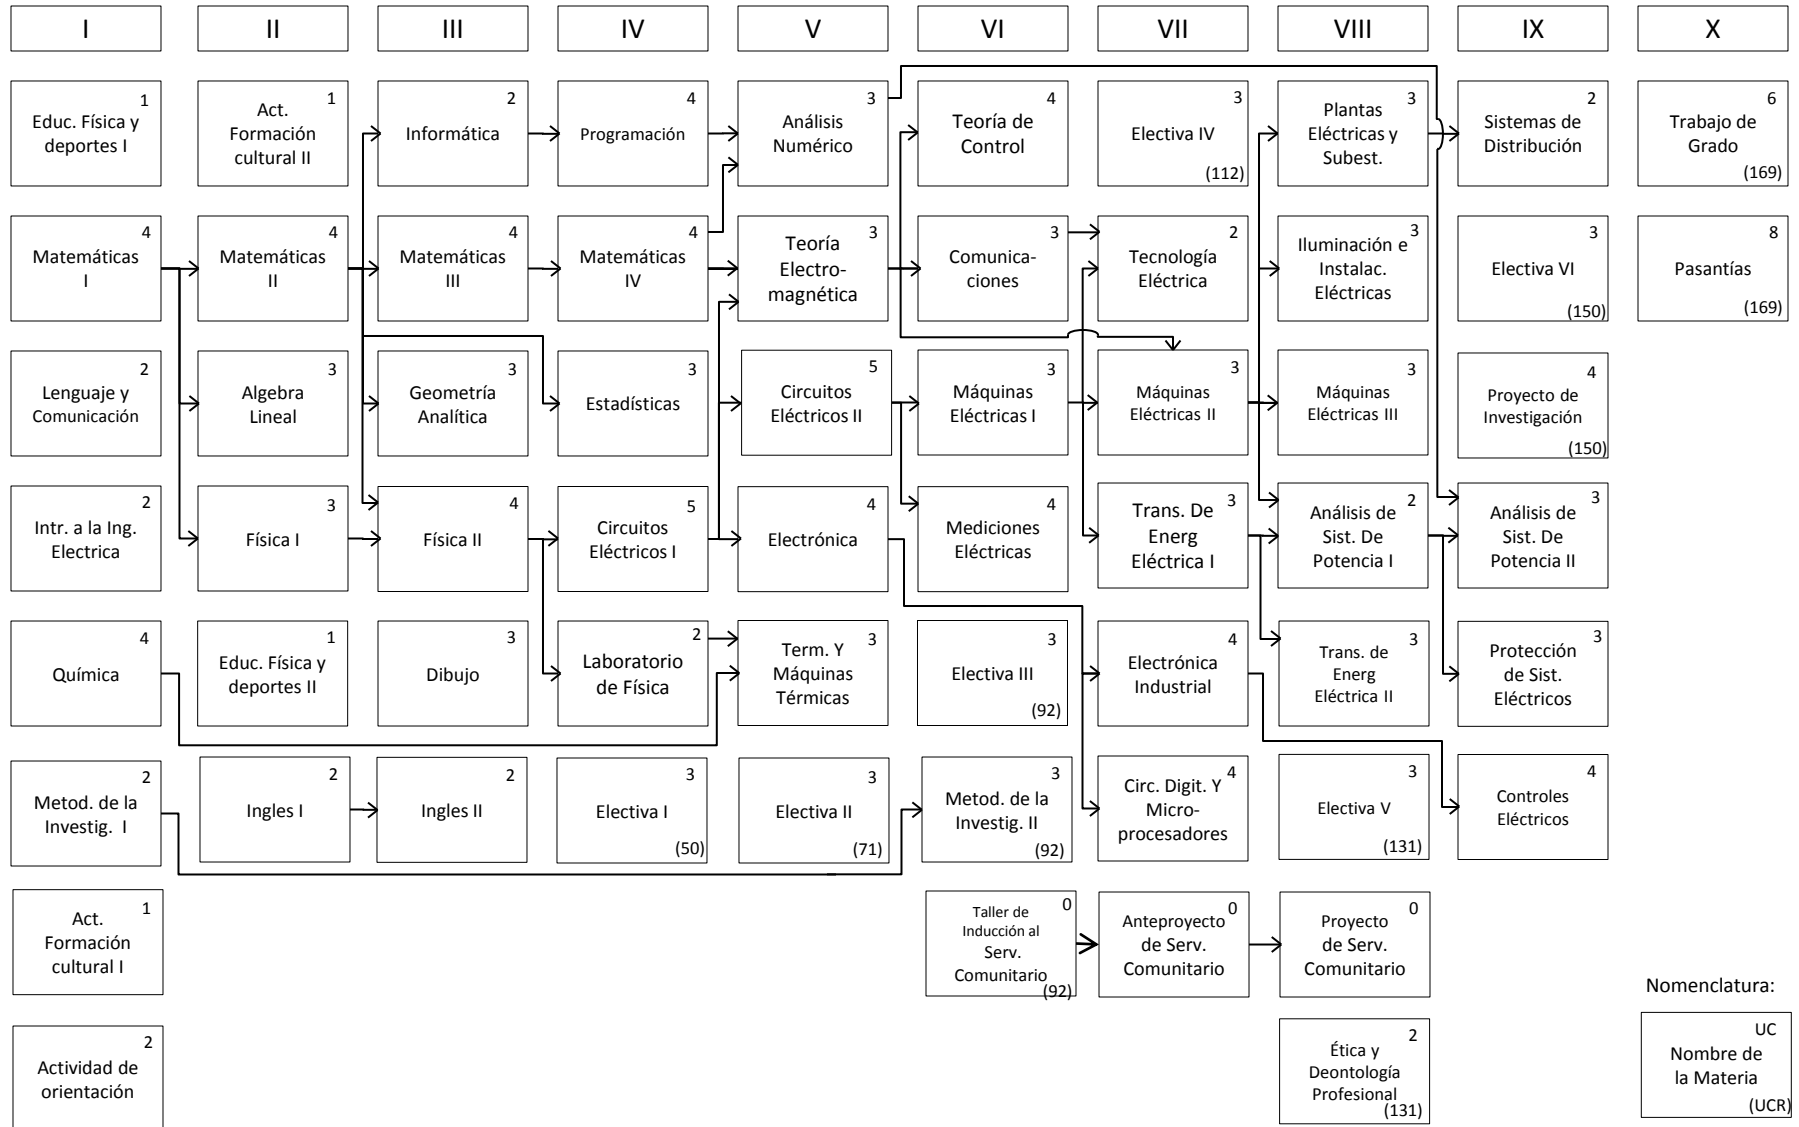 I
II
III
IV
V
VI
VII
VIII
IX
X
1
Educ. Física y
deportes I
1
Act.
Formación
cultural II
2
Informática
4
Programación
3
Análisis
Numérico
4
Teoría de
Control
3
Electiva IV
(112)
3
Plantas
Eléctricas y
Subest.
2
Sistemas de
Distribución
6
Trabajo de
Grado
(169)
4
Matemáticas
I
4
Matemáticas
II
4
Matemáticas
III
4
Matemáticas
IV
3
Teoría
Electro-
magnética
3
Comunica-
ciones
2
Tecnología
Eléctrica
3
Iluminación e
Instalac.
Eléctricas
3
Electiva VI
(150)
8
Pasantías
(169)
2
Lenguaje y
Comunicación
3
Algebra
Lineal
3
Geometría
Analítica
3
Estadísticas
5
Circuitos
Eléctricos II
3
Máquinas
Eléctricas I
3
Máquinas
Eléctricas II
3
Máquinas
Eléctricas III
4
Proyecto de
Investigación
(150)
2
Intr. a la Ing.
Electrica
3
Física I
4
Física II
5
Circuitos
Eléctricos I
4
Electrónica
4
Mediciones
Eléctricas
3
Trans. De
Energ
Eléctrica I
2
Análisis de
Sist. De
Potencia I
3
Análisis de
Sist. De
Potencia II
4
Química
1
Educ. Física y
deportes II
3
Dibujo
2
Laboratorio
de Física
3
Term. Y
Máquinas
Térmicas
3
Electiva III
(92)
4
Electrónica
Industrial
3
Trans. de
Energ
Eléctrica II
3
Protección
de Sist.
Eléctricos
2
Metod. de la
Investig. I
2
Ingles I
2
Ingles II
3
Electiva I
(50)
3
Electiva II
(71)
3
Metod. de la
Investig. II
(92)
4
Circ. Digit. Y
Micro-
procesadores
3
Electiva V
(131)
4
Controles
Eléctricos
1
Act.
Formación
cultural I
0
Taller de
Inducción al
Serv.
Comunitario
(92)
0
Anteproyecto
de Serv.
Comunitario
0
Proyecto
de Serv.
Comunitario
2
Actividad de
orientación
2
Ética y
Deontología
Profesional
(131)
Nomenclatura:
UC
Nombre de
la Materia
(UCR)